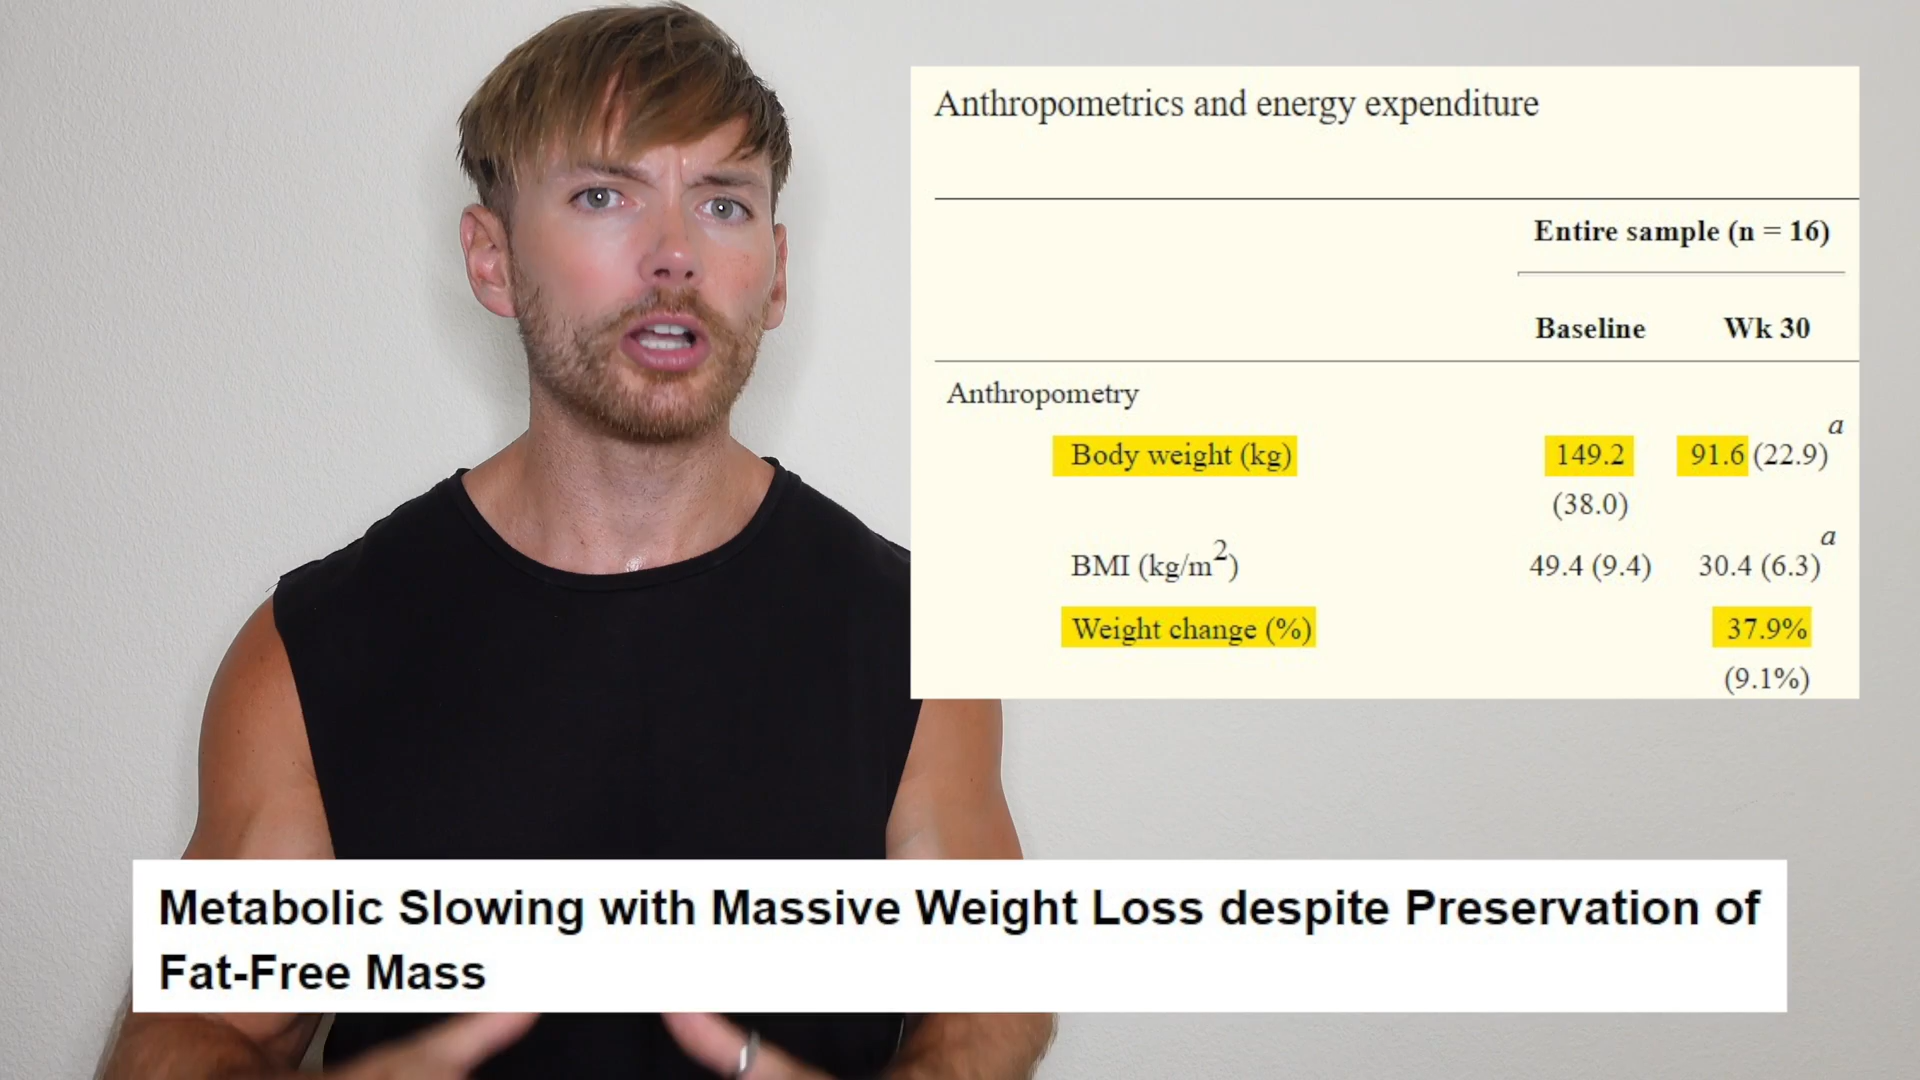 Anthropometrics and energy expenditure
Entire sample (n = 16)
Baseline Wk 30
Anthropometry
Body weight (kg) 149.2 91.6 (22.9) a
(38.0)
BMI (kg/m2) 49.4 (9.4) 30.4 (6.3) a
Weight change (%) 37.9%
(9.1%)
Metabolic Slowing with Massive Weight Loss despite Preservation of
Fat-Free Mass